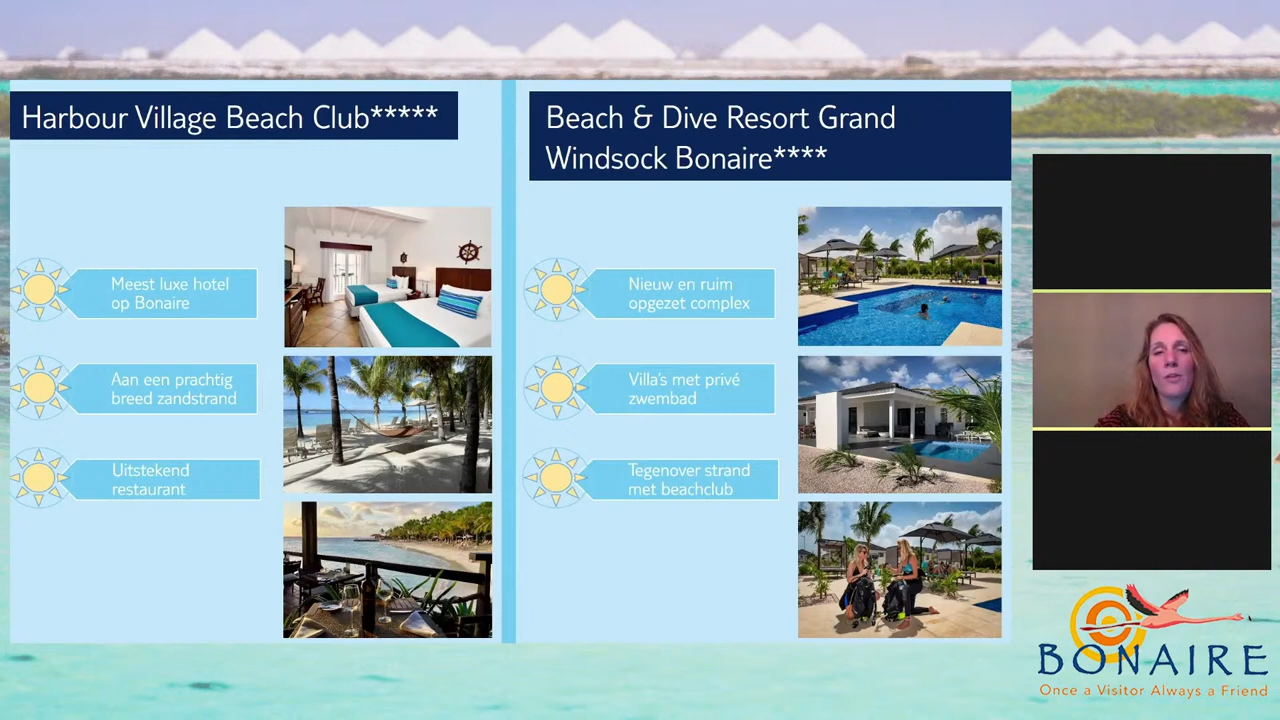 Harbour Village Beach Club*****
Meest luxe hotel
op Bonaire
Aan een prachtig
breed zandstrand
Uitstekend
restaurant
Beach & Dive Resort Grand
Windsock Bonaire****
Nieuw en ruim
opgezet complex
Villa's met privé
zwembad
Tegenover strand
met beachclub
BONAIRE
Once a Visitor Always a Friend